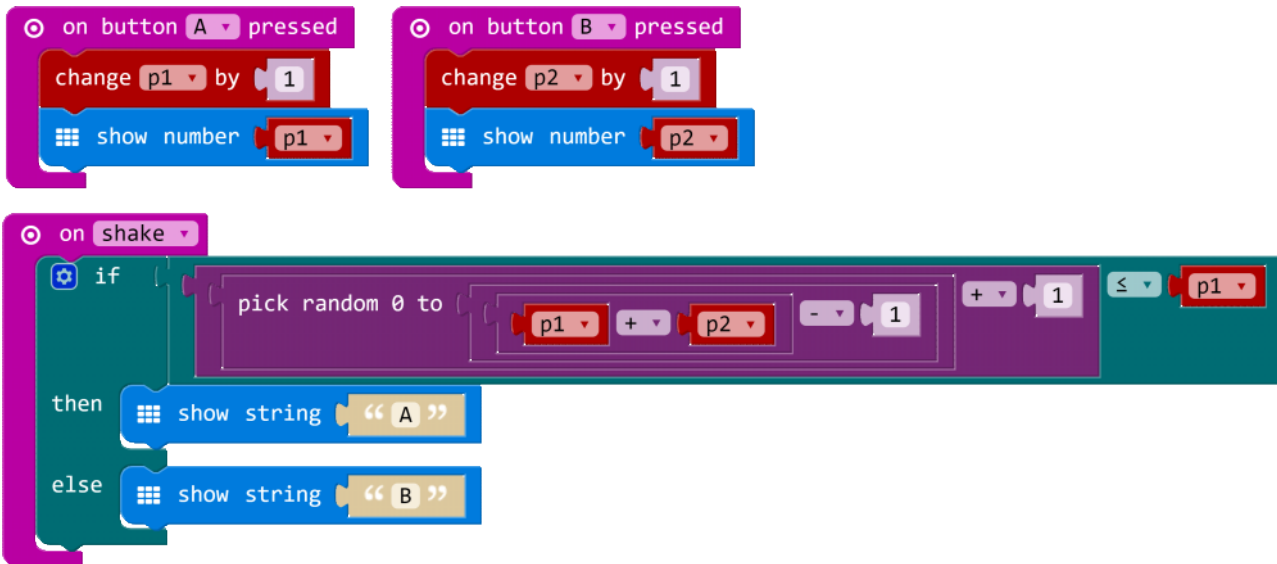 on button A pressed
change p1 by 1
show number p1
on button B pressed
change p2 by 1
show number p2
on shake
if pick random 0 to p1 + p2 - 1 + 1 ≤ p1
then show string “ A ”
else show string “ B ”